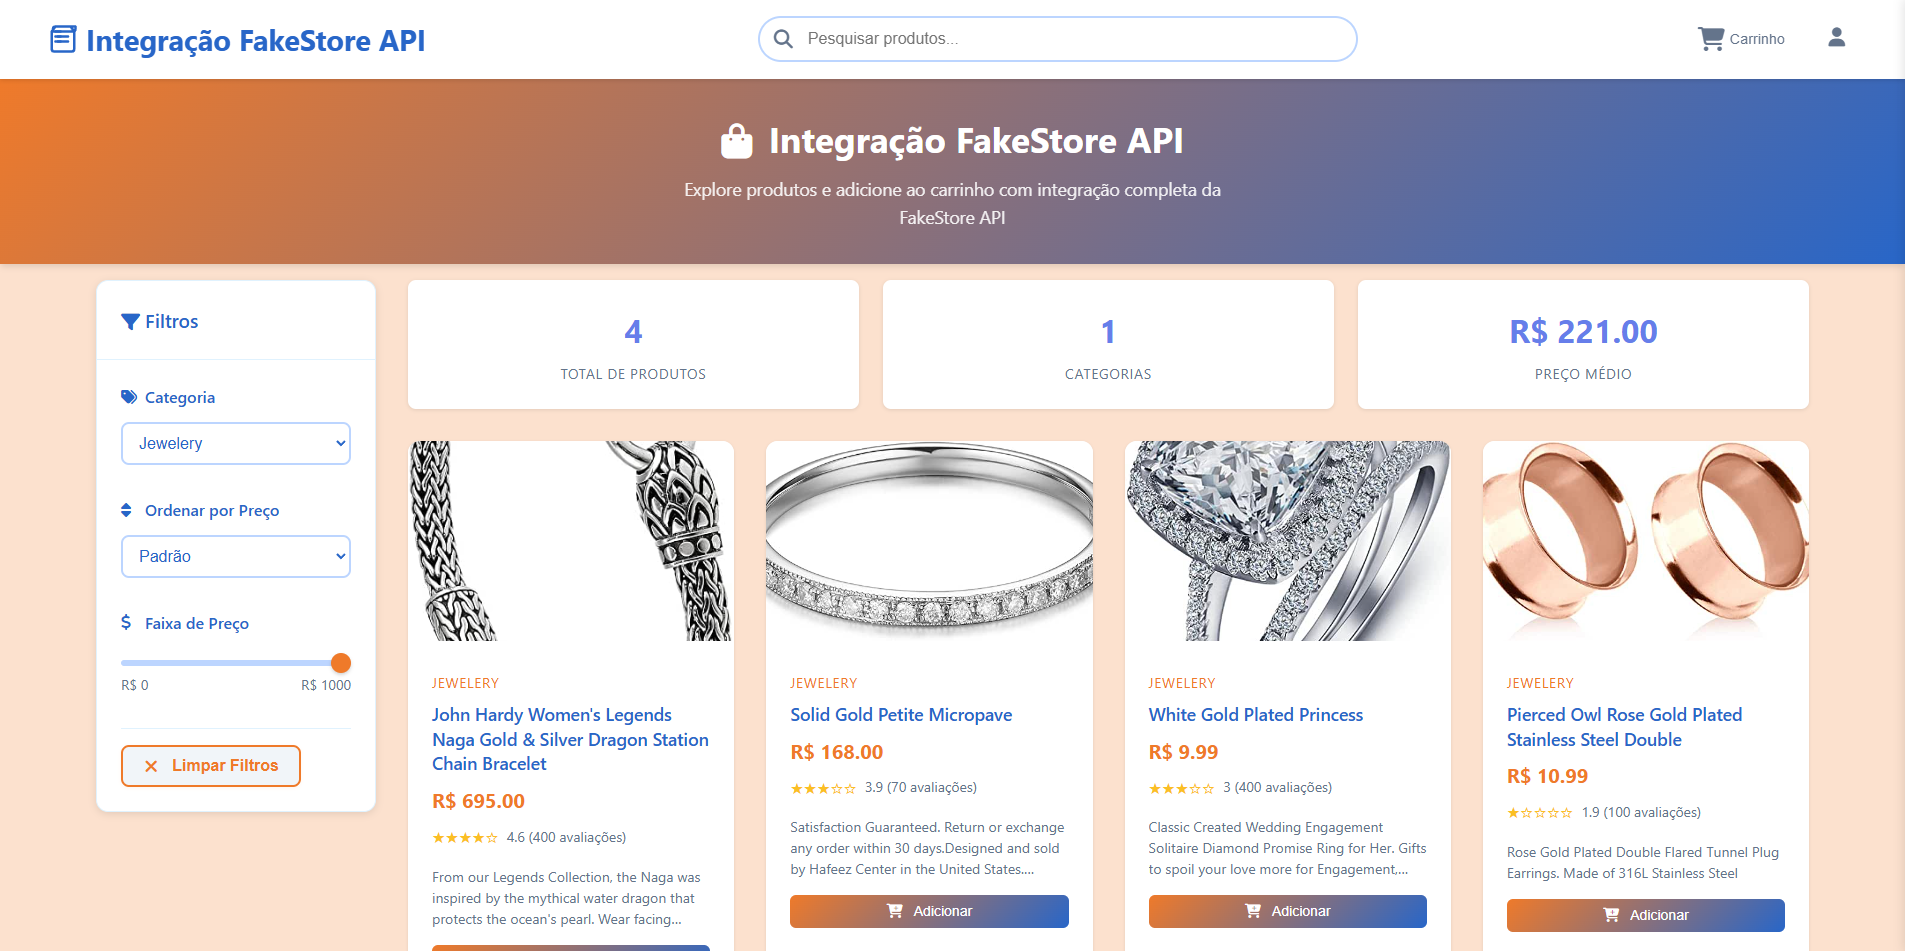 Integração FakeStore API
Pesquisar produtos...
Carrinho
Integração FakeStore API
Explore produtos e adicione ao carrinho com integração completa da
FakeStore API
Filtros
Categoria
Jewelery
Ordenar por Preço
Padrão
Faixa de Preço
R$ 0
R$ 1000
Limpar Filtros
4
TOTAL DE PRODUTOS
1
CATEGORIAS
R$ 221.00
PREÇO MÉDIO
JEWELERY
John Hardy Women's Legends
Naga Gold & Silver Dragon Station
Chain Bracelet
R$ 695.00
4.6 (400 avaliações)
From our Legends Collection, the Naga was
inspired by the mythical water dragon that
protects the ocean's pearl. Wear facing...
JEWELERY
Solid Gold Petite Micropave
R$ 168.00
3.9 (70 avaliações)
Satisfaction Guaranteed. Return or exchange
any order within 30 days.Designed and sold
by Hafeez Center in the United States....
Adicionar
JEWELERY
White Gold Plated Princess
R$ 9.99
3 (400 avaliações)
Classic Created Wedding Engagement
Solitaire Diamond Promise Ring for Her. Gifts
to spoil your love more for Engagement,...
Adicionar
JEWELERY
Pierced Owl Rose Gold Plated
Stainless Steel Double
R$ 10.99
1.9 (100 avaliações)
Rose Gold Plated Double Flared Tunnel Plug
Earrings. Made of 316L Stainless Steel
Adicionar